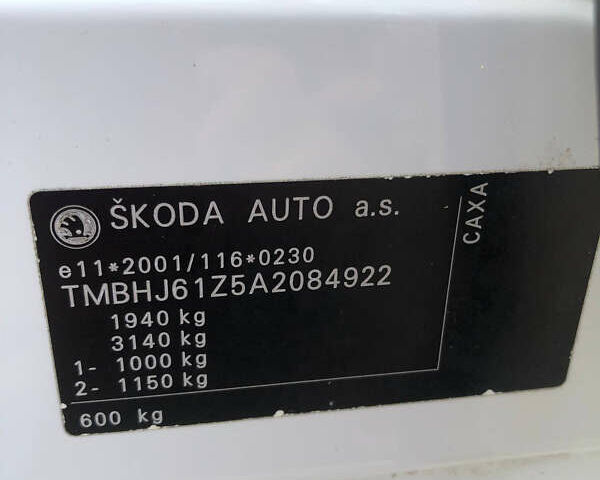 ŠKODA AUTO a.s.
e11*2001/116*0230
TMBHJ61Z5A2084922
1940 kg
3140 kg
1- 1000 kg
2- 1150 kg
600 kg
CAXA